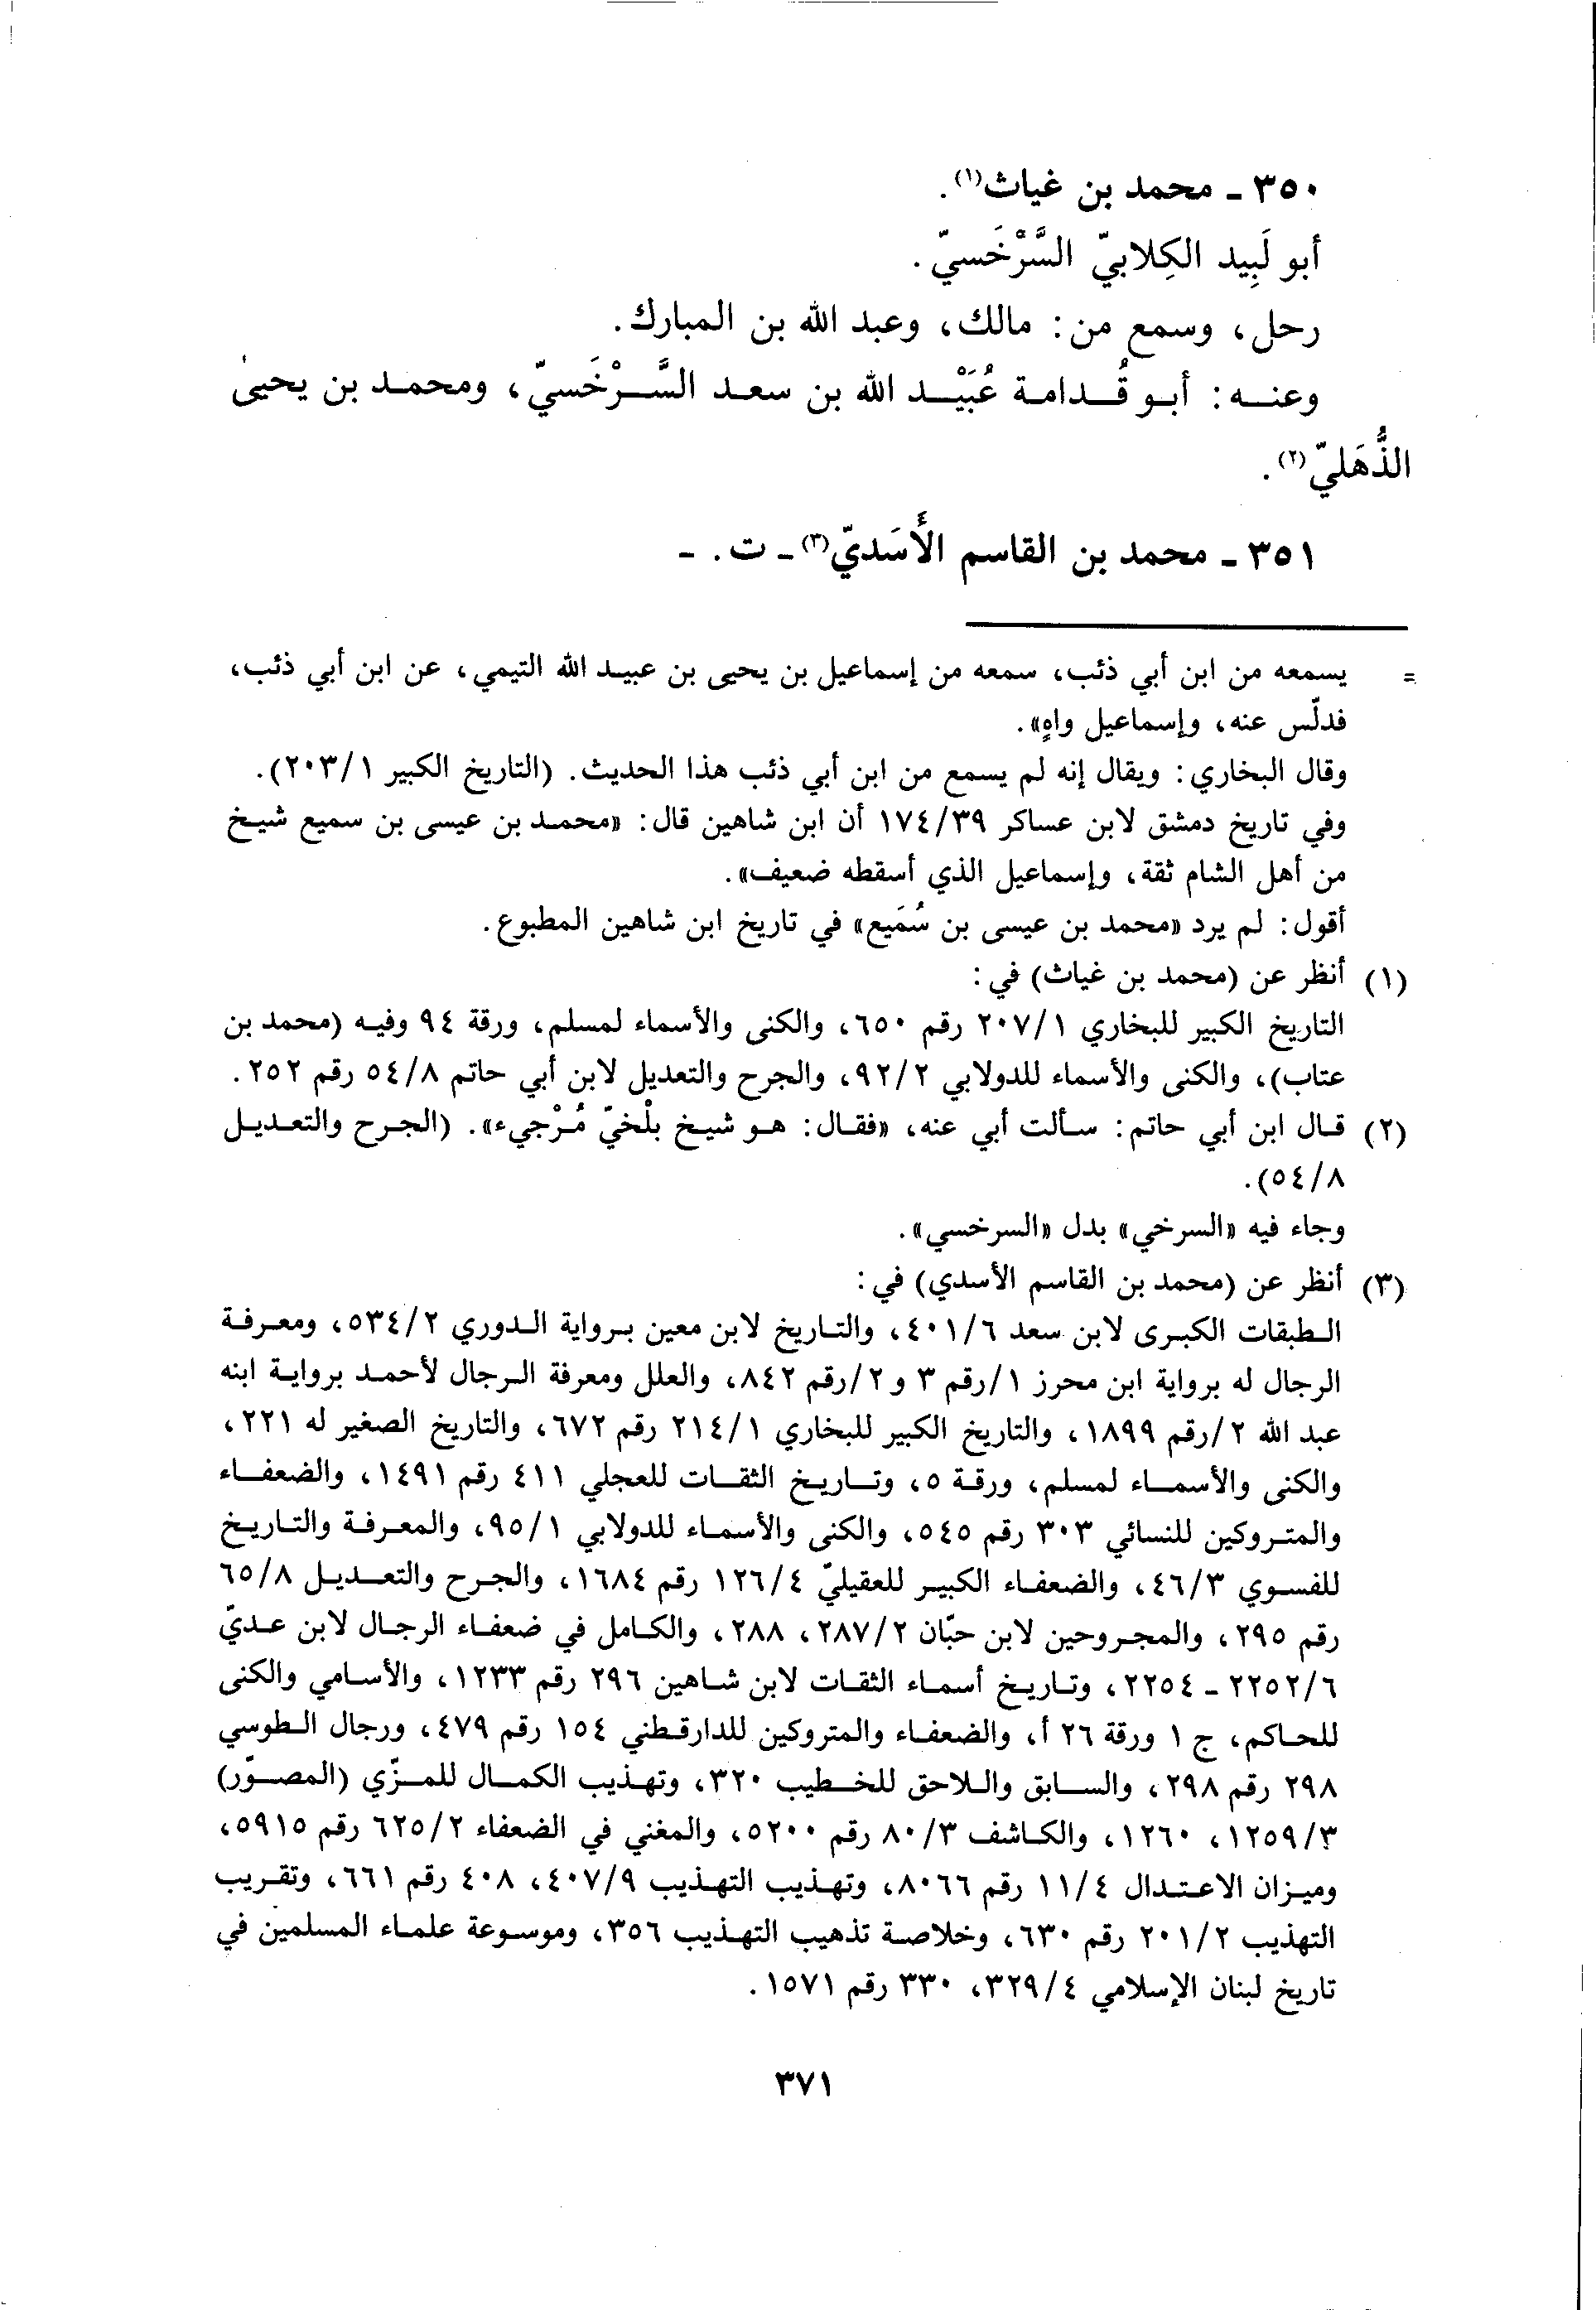 ٣٥٠ ـ محمد بن غياث(١).
أبو لَبِيد الكِلابيّ السَّرْخَسيّ.
رحل، وسمع من: مالك، وعبد الله بن المبارك.
وعنه: أبو قُدامة عُبَيْد الله بن سعد السَّرْخَسيّ، ومحمد بن يحيىٰ
الذُّهَليّ(٢).
٣٥١ ـ محمد بن القاسم الأَسَديّ(٣) ـ ت. ـ
= يسمعه من ابن أبي ذئب، سمعه من إسماعيل بن يحيى بن عبيد الله التيمي، عن ابن أبي ذئب،
فدلّس عنه، وإسماعيل واهٍ».
وقال البخاري: ويقال إنه لم يسمع من ابن أبي ذئب هذا الحديث. (التاريخ الكبير ٢٠٣/١).
وفي تاريخ دمشق لابن عساكر ١٧٤/٣٩ أن ابن شاهين قال: «محمد بن عيسى بن سميع شيخ
من أهل الشام ثقة، وإسماعيل الذي أسقطه ضعيف».
أقول: لم يرد «محمد بن عيسى بن سُمَيع» في تاريخ ابن شاهين المطبوع.
(١) أنظر عن (محمد بن غياث) في:
التاريخ الكبير للبخاري ٢٠٧/١ رقم ٦٥٠، والكنى والأسماء لمسلم، ورقة ٩٤ وفيه (محمد بن
عتاب)، والكنى والأسماء للدولابي ٩٢/٢، والجرح والتعديل لابن أبي حاتم ٥٤/٨ رقم ٢٥٢.
(٢) قال ابن أبي حاتم: سألت أبي عنه، «فقال: هو شيخ بلْخيّ مُرْجيء». (الجرح والتعديل
٥٤/٨).
وجاء فيه «السرخي» بدل «السرخسي».
(٣) أنظر عن (محمد بن القاسم الأسدي) في:
الطبقات الكبرى لابن سعد ٤٠١/٦، والتاريخ لابن معين برواية الدوري ٥٣٤/٢، ومعرفة
الرجال له برواية ابن محرز ١/رقم ٣ و ٢/رقم ٨٤٢، والعلل ومعرفة الرجال لأحمد برواية ابنه
عبد الله ٢/رقم ١٨٩٩، والتاريخ الكبير للبخاري ٢١٤/١ رقم ٦٧٢، والتاريخ الصغير له ٢٢١،
والكنى والأسماء لمسلم، ورقة ٥، وتاريخ الثقات للعجلي ٤١١ رقم ١٤٩١، والضعفاء
والمتروكين للنسائي ٣٠٣ رقم ٥٤٥، والكنى والأسماء للدولابي ٩٥/١، والمعرفة والتاريخ
للفسوي ٤٦/٣، والضعفاء الكبير للعقيليّ ١٢٦/٤ رقم ١٦٨٤، والجرح والتعديل ٦٥/٨
رقم ٢٩٥، والمجروحين لابن حبّان ٢٨٧/٢، ٢٨٨، والكامل في ضعفاء الرجال لابن عديّ
٢٢٥٢/٦ ـ ٢٢٥٤، وتاريخ أسماء الثقات لابن شاهين ٢٩٦ رقم ١٢٣٣، والأسامي والكنى
للحاكم، ج ١ ورقة ٢٦ أ، والضعفاء والمتروكين للدارقطني ١٥٤ رقم ٤٧٩، ورجال الطوسي
٢٩٨ رقم ٢٩٨، والسابق واللاحق للخطيب ٣٢٠، وتهذيب الكمال للمزّي (المصوّر)
١٢٥٩/٣، ١٢٦٠، والكاشف ٨٠/٣ رقم ٥٢٠٠، والمغني في الضعفاء ٦٢٥/٢ رقم ٥٩١٥،
وميزان الاعتدال ١١/٤ رقم ٨٠٦٦، وتهذيب التهذيب ٤٠٧/٩، ٤٠٨ رقم ٦٦١، وتقريب
التهذيب ٢٠١/٢ رقم ٦٣٠، وخلاصة تذهيب التهذيب ٣٥٦، وموسوعة علماء المسلمين في
تاريخ لبنان الإسلامي ٣٢٩/٤، ٣٣٠ رقم ١٥٧١.
٣٧١